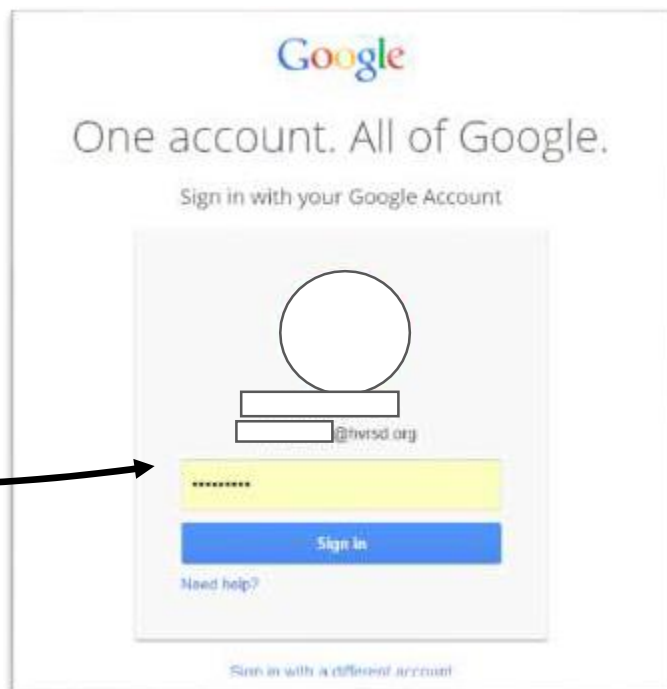 Google
One account. All of Google.
Sign in with your Google Account
@hvrsd.org
•••••••••
Sign in
Need help?
Sign in with a different account